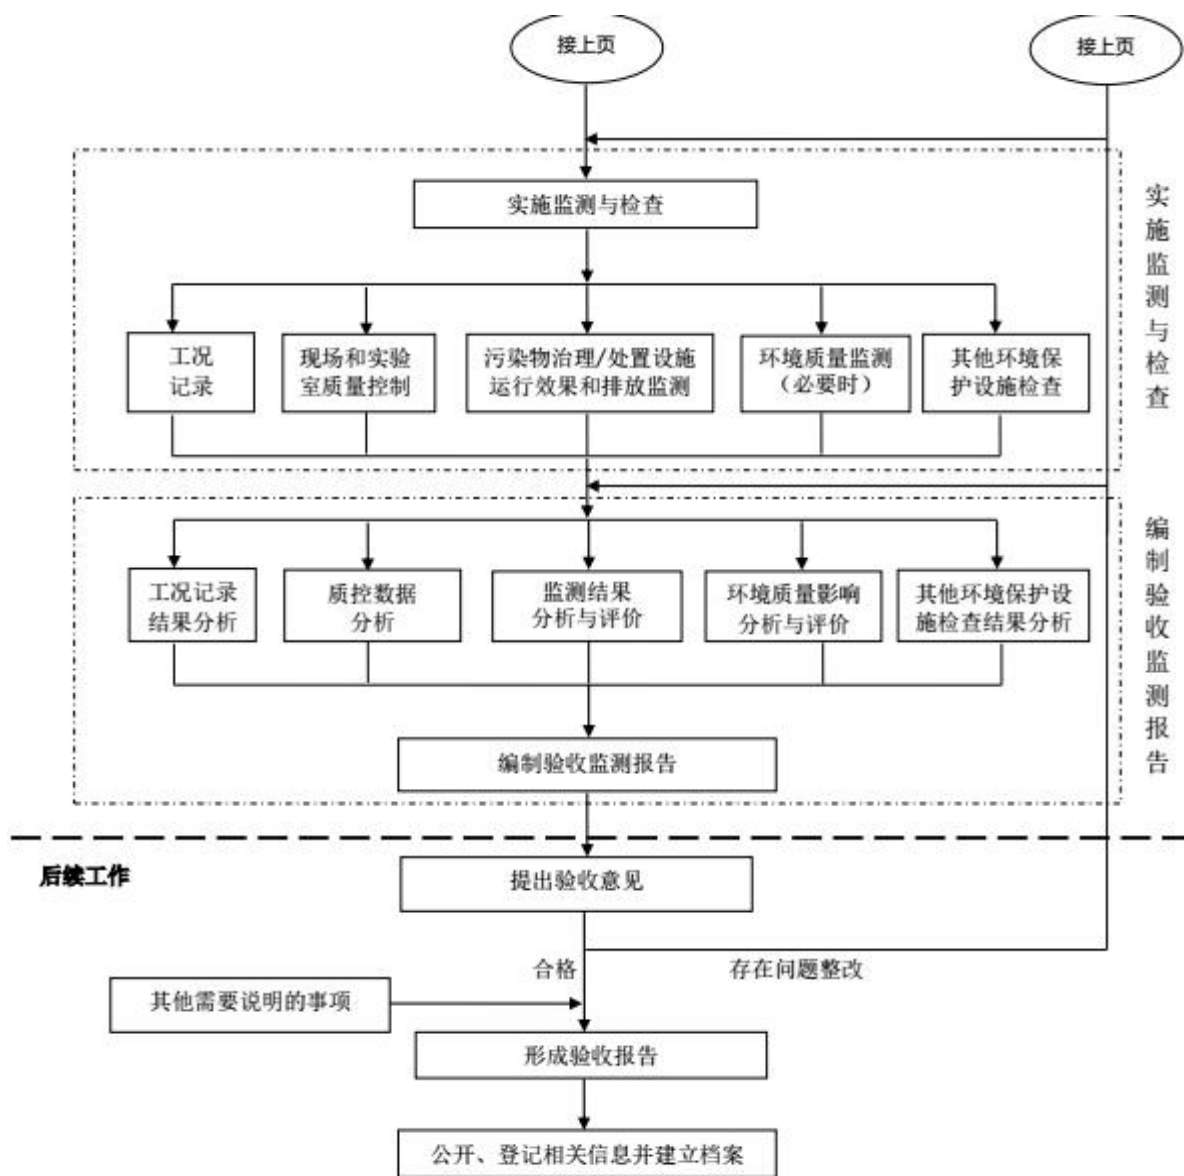 接上页
接上页
实施监测与检查
工况
记录
现场和实验
室质量控制
污染物治理/处置设施
运行效果和排放监测
环境质量监测
（必要时）
其他环境保
护设施检查
实施监测与检查
工况记录
结果分析
质控数据
分析
监测结果
分析与评价
环境质量影响
分析与评价
其他环境保护设
施检查结果分析
编制验收监测报告
编制验收监测报告
后续工作
提出验收意见
合格
存在问题整改
其他需要说明的事项
形成验收报告
公开、登记相关信息并建立档案